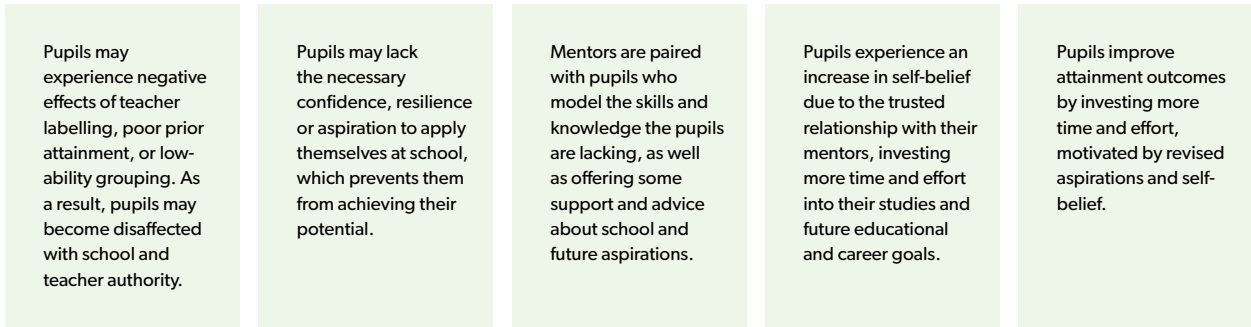 Pupils may
experience negative
effects of teacher
labelling, poor prior
attainment, or low-
ability grouping. As
a result, pupils may
become disaffected
with school and
teacher authority.
Pupils may lack
the necessary
confidence, resilience
or aspiration to apply
themselves at school,
which prevents them
from achieving their
potential.
Mentors are paired
with pupils who
model the skills and
knowledge the pupils
are lacking, as well
as offering some
support and advice
about school and
future aspirations.
Pupils experience an
increase in self-belief
due to the trusted
relationship with their
mentors, investing
more time and effort
into their studies and
future educational
and career goals.
Pupils improve
attainment outcomes
by investing more
time and effort,
motivated by revised
aspirations and self-
belief.